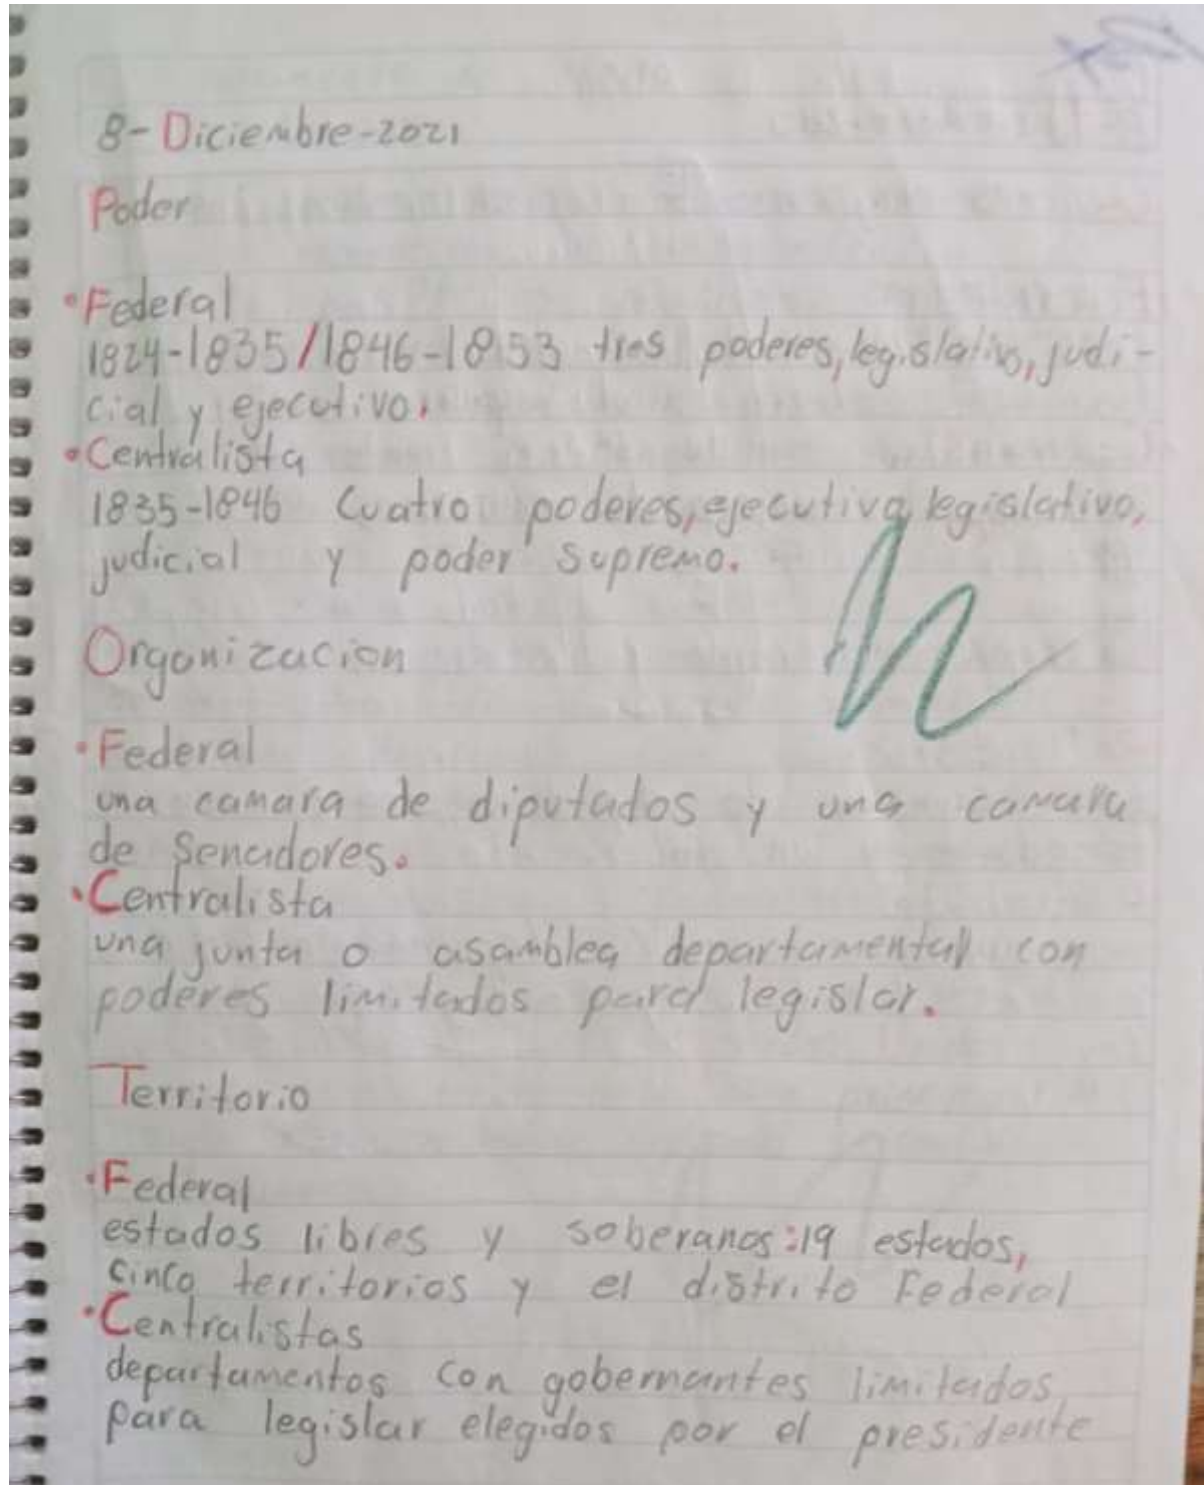 8-Diciembre-2021
Poder
•Federal
1824-1835/1846-1853 tres poderes, legislativo, judi-
cial y ejecutivo.
•Centralista
1835-1846 Cuatro poderes, ejecutivo, legislativo,
judicial y poder supremo.
Organizacion
•Federal
una camara de diputados y una camara
de Senadores.
•Centralista
una junta o asamblea departamental con
poderes limitados para legislar.
Territorio
•Federal
estados libres y soberanos:19 estados,
cinco territorios y el distrito Federal
•Centralistas
departamentos con gobernantes limitados
para legislar elegidos por el presidente